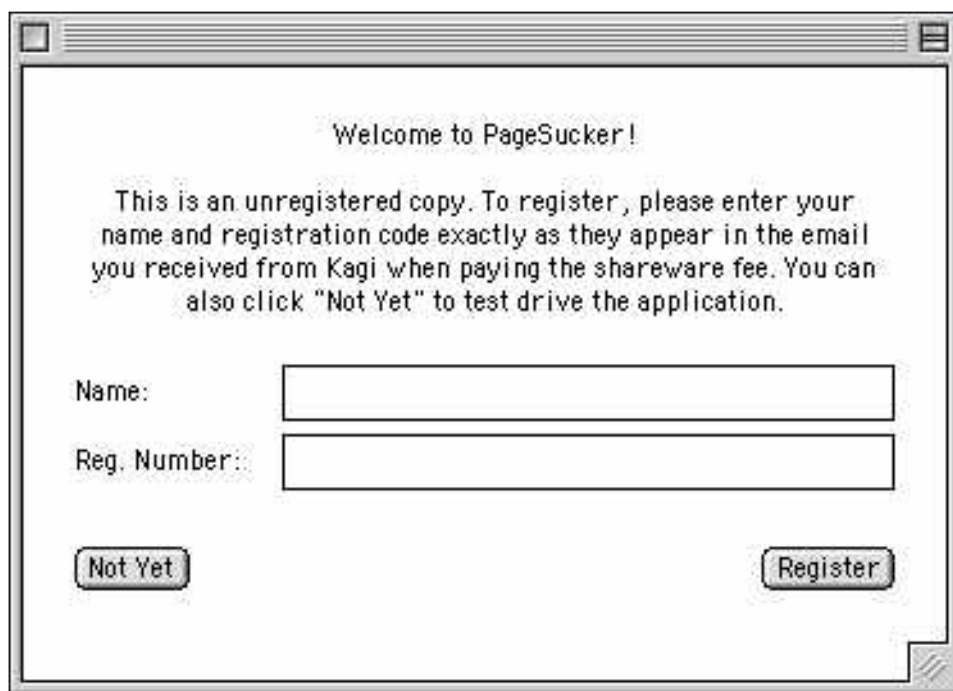 Welcome to PageSucker!
This is an unregistered copy. To register, please enter your
name and registration code exactly as they appear in the email
you received from Kagi when paying the shareware fee. You can
also click "Not Yet" to test drive the application.
Name:
Reg. Number:
Not Yet
Register